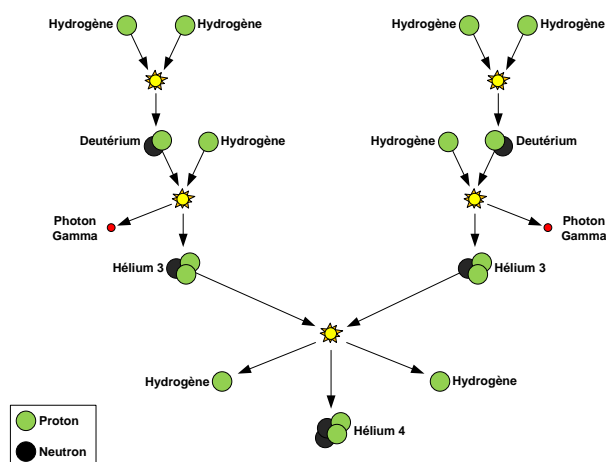 Hydrogène
Hydrogène
Hydrogène
Hydrogène
Deutérium
Hydrogène
Hydrogène
Deutérium
Photon
Gamma
Photon
Gamma
Hélium 3
Hélium 3
Hydrogène
Hydrogène
Hélium 4
Proton
Neutron